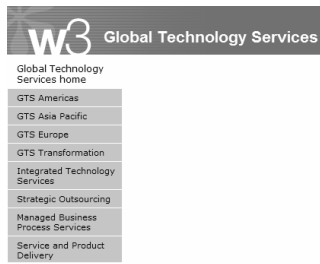 w3 Global Technology Services
Global Technology
Services home
GTS Americas
GTS Asia Pacific
GTS Europe
GTS Transformation
Integrated Technology
Services
Strategic Outsourcing
Managed Business
Process Services
Service and Product
Delivery